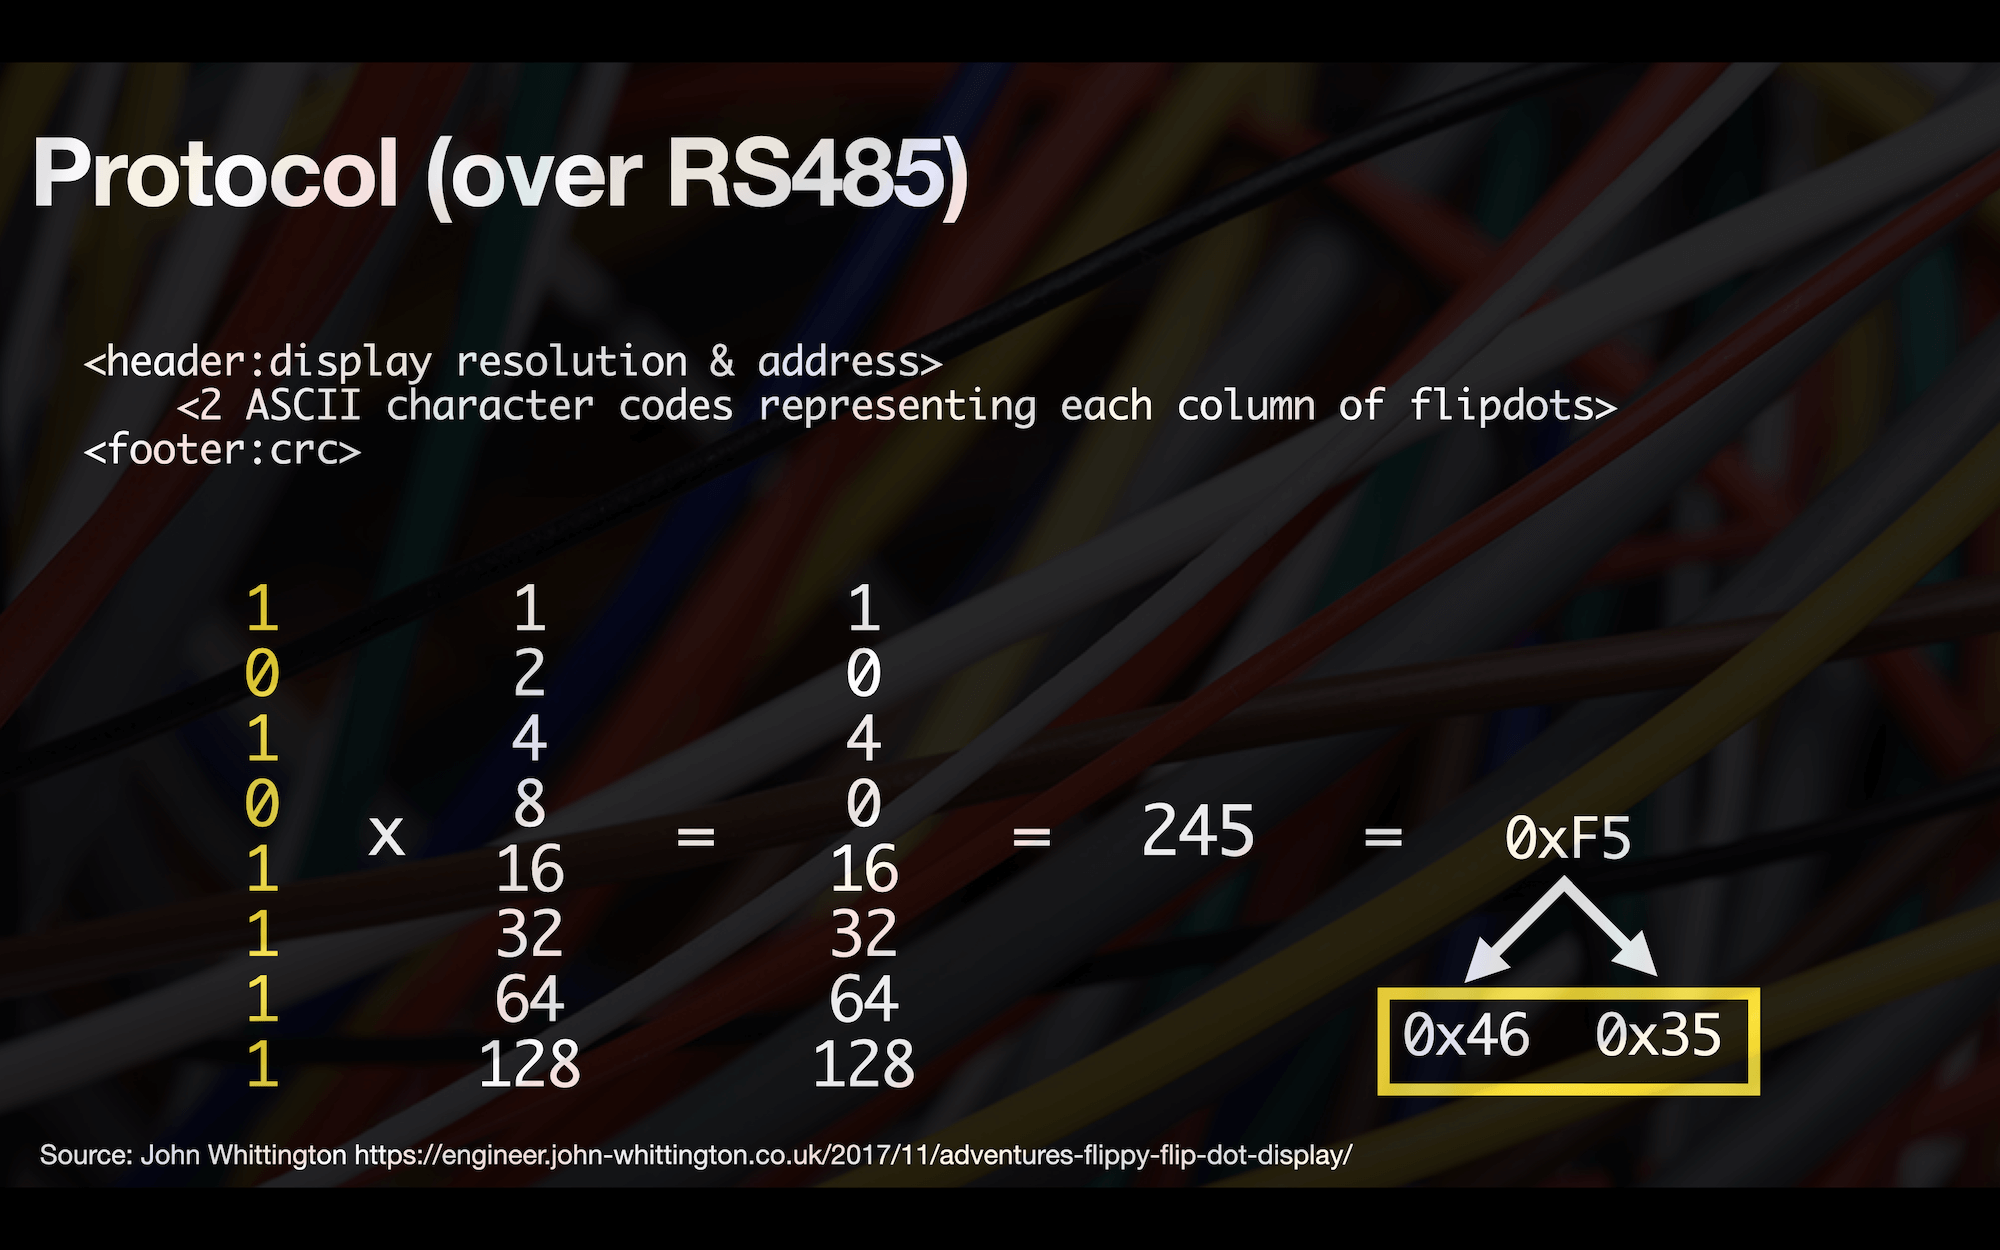 Protocol (over RS485)
<header:display resolution & address>
<2 ASCII character codes representing each column of flipdots>
<footer:crc>
1 1 1
0 2 0
1 4 4
0 8 0
x = = 245 = 0xF5
1 16 16
1 32 32
1 64 64
0x46 0x35
1 128 128
Source: John Whittington https://engineer.john-whittington.co.uk/2017/11/adventures-flippy-flip-dot-display/